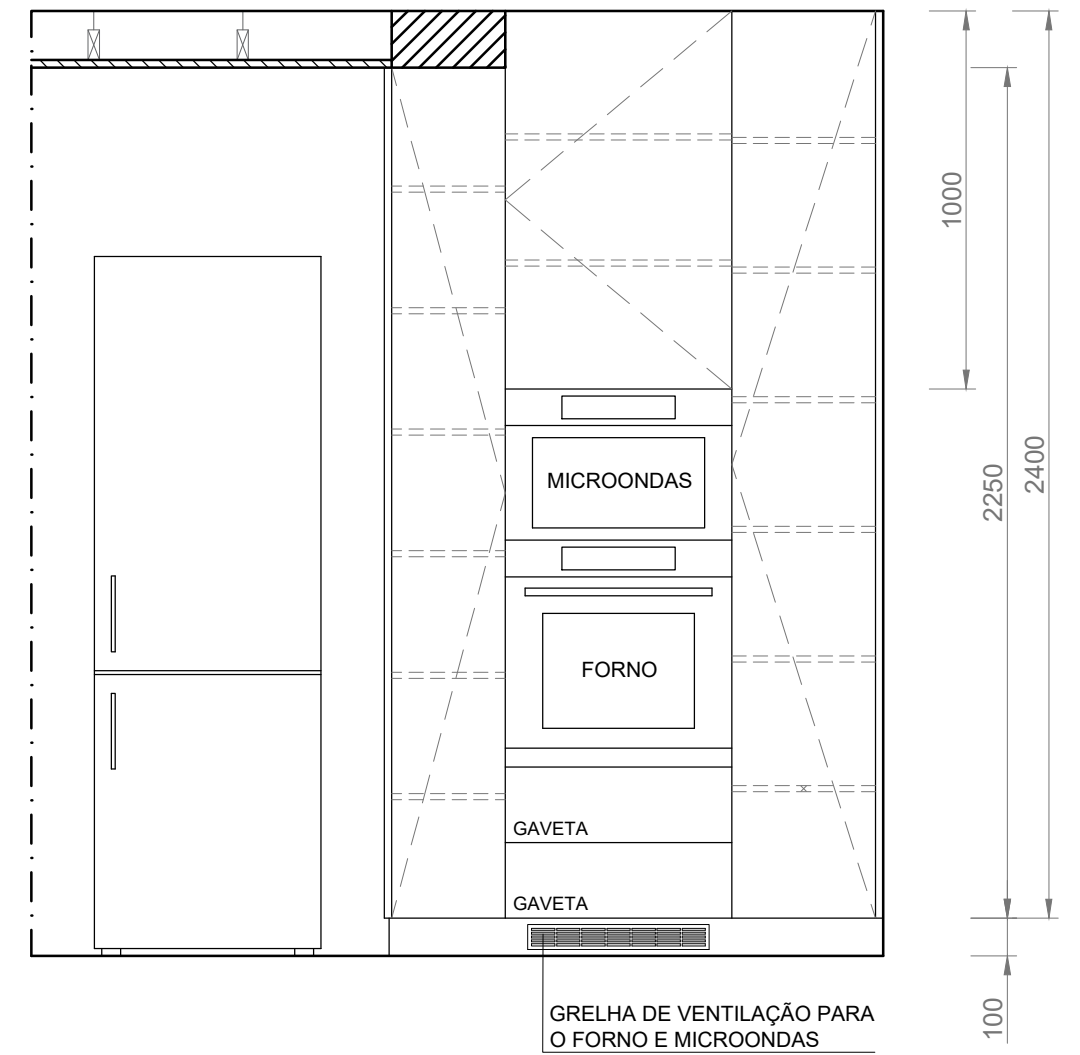 1000
2250
2400
MICROONDAS
FORNO
GAVETA
GAVETA
100
GRELHA DE VENTILAÇÃO PARA
O FORNO E MICROONDAS